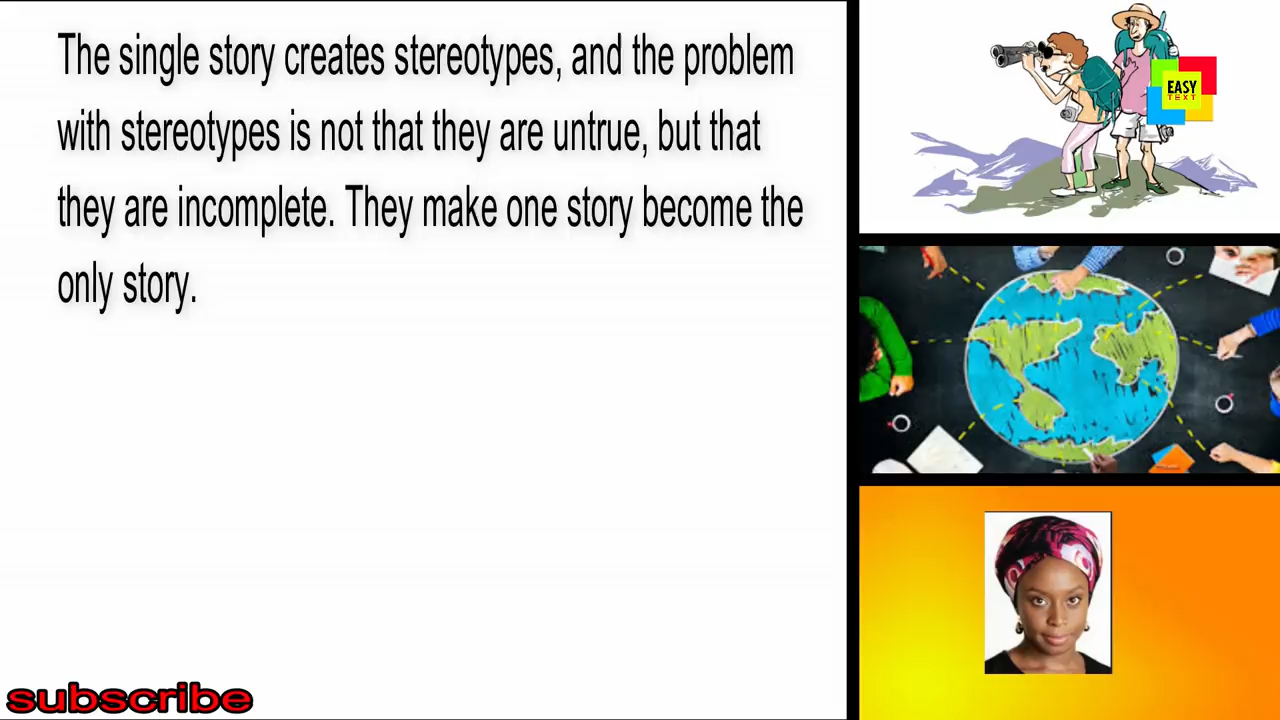 The single story creates stereotypes, and the problem
with stereotypes is not that they are untrue, but that
they are incomplete. They make one story become the
only story.
EASY
TEXT
subscribe